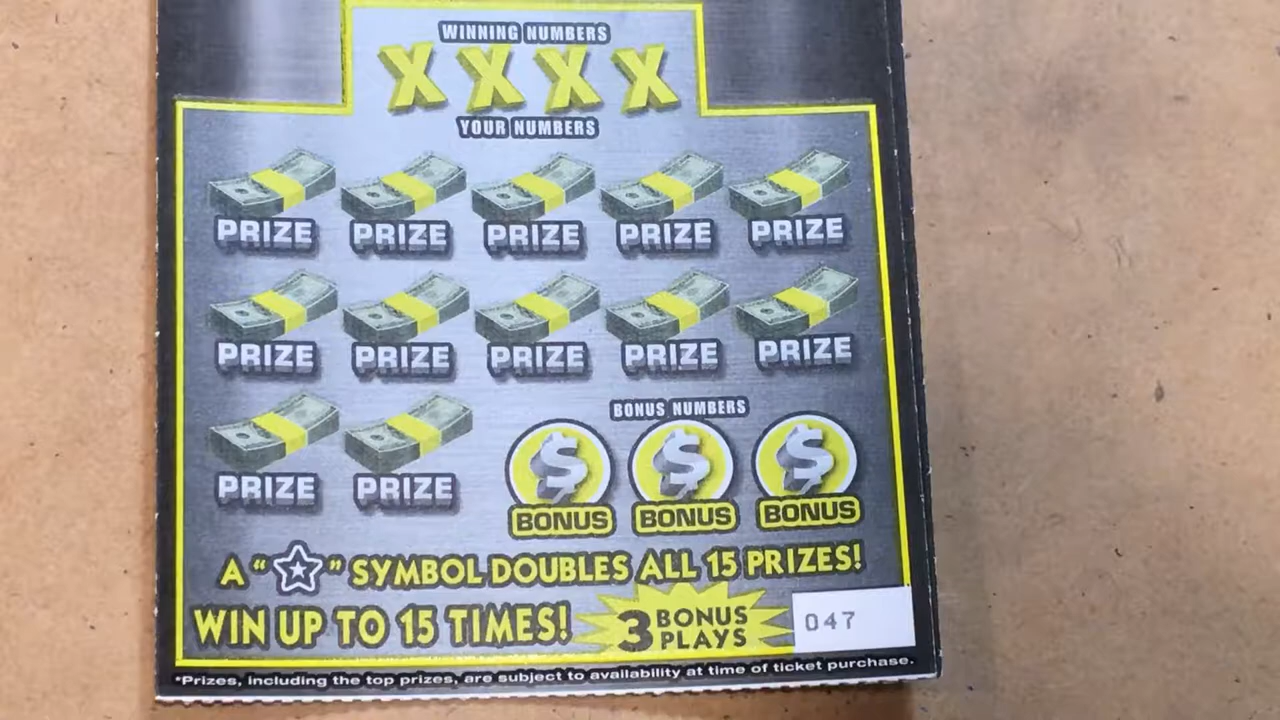 WINNING NUMBERS
X X X X
YOUR NUMBERS
PRIZE PRIZE PRIZE PRIZE PRIZE
PRIZE PRIZE PRIZE PRIZE PRIZE
BONUS NUMBERS
PRIZE PRIZE
BONUS BONUS BONUS
A "☆" SYMBOL DOUBLES ALL 15 PRIZES!
WIN UP TO 15 TIMES!
3 BONUS PLAYS
047
*Prizes, including the top prizes, are subject to availability at time of ticket purchase.